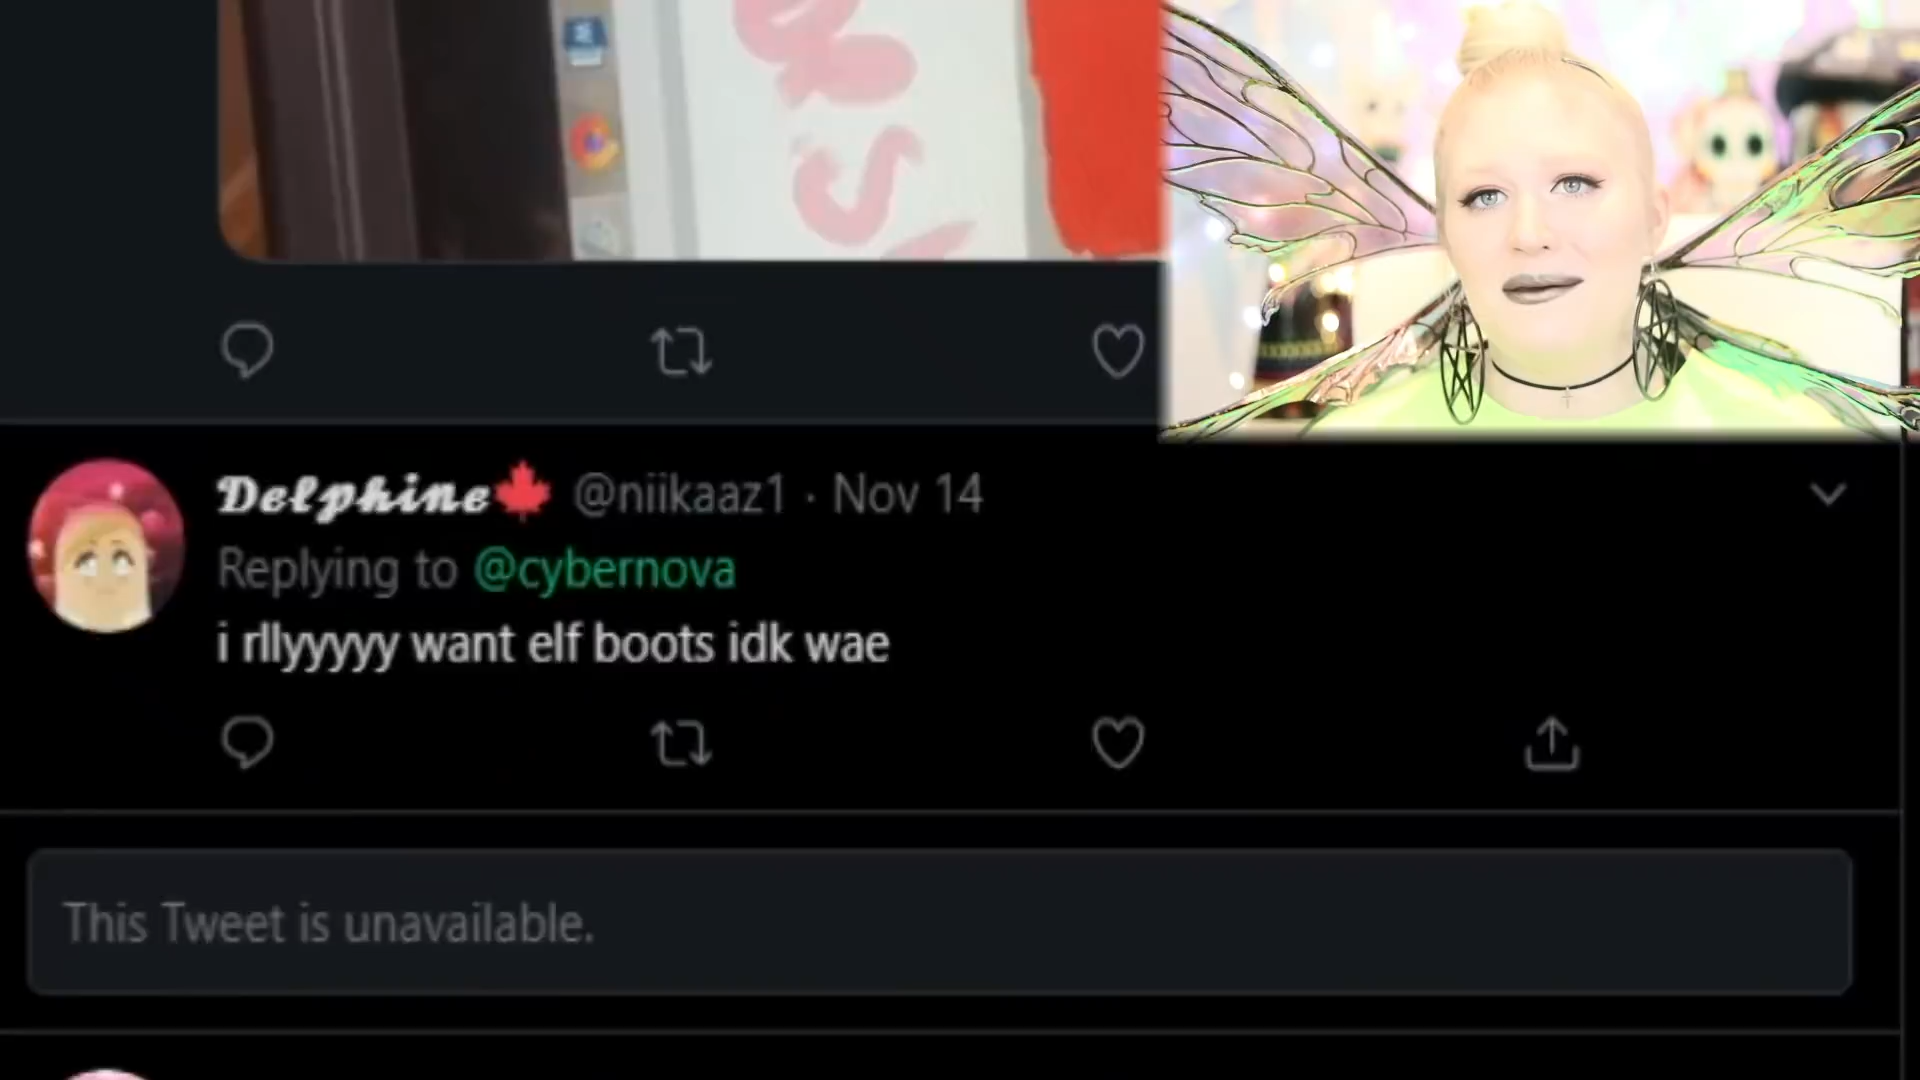 𝓓𝓮𝓵𝓹𝓱𝓲𝓷𝓮🍁 @niikaaz1 · Nov 14
Replying to @cybernova
i rllyyyyy want elf boots idk wae
This Tweet is unavailable.